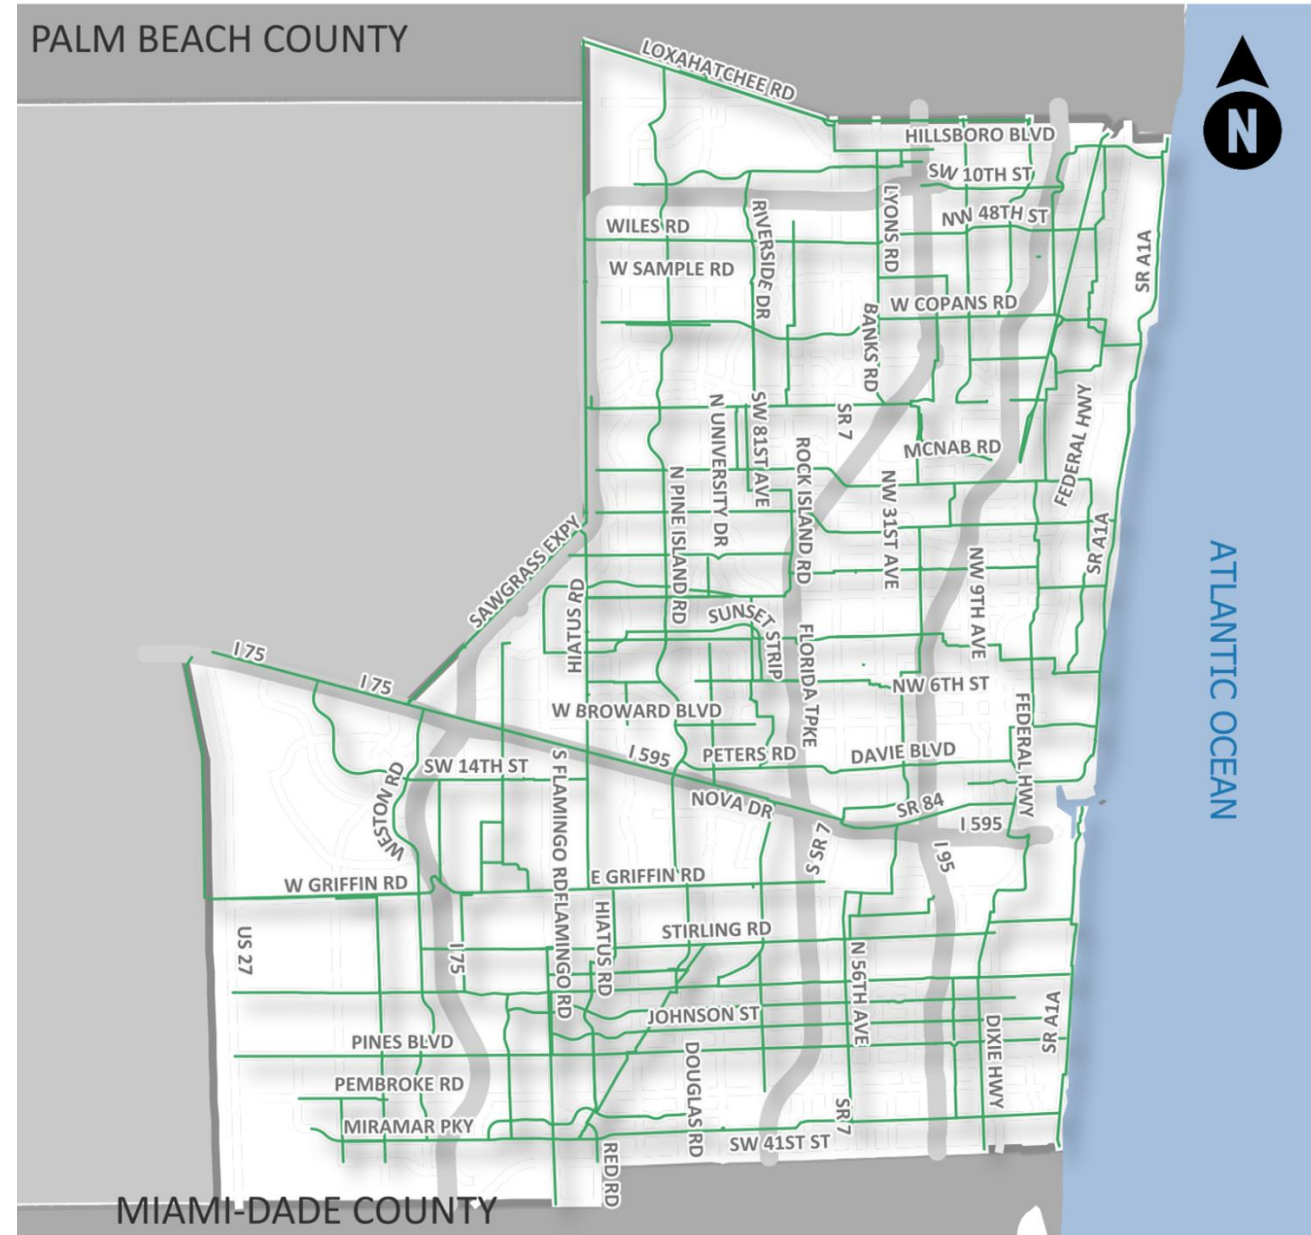 PALM BEACH COUNTY
LOXAHATCHEE RD
N
HILLSBORO BLVD
SW 10TH ST
LYONS RD
NW 48TH ST
RIVERSIDE DR
WILES RD
SR A1A
W SAMPLE RD
W COPANS RD
BANKS RD
N UNIVERSITY DR
SW 81ST AVE
SR 7
FEDERAL HWY
MCNAB RD
ROCK ISLAND RD
N PINE ISLAND RD
NW 31ST AVE
SR A1A
SAWGRASS EXPY
NW 9TH AVE
ATLANTIC OCEAN
HIATUS RD
SUNSET STRIP
FLORIDA TPKE
I 75
I 75
NW 6TH ST
W BROWARD BLVD
FEDERAL HWY
I 595
PETERS RD
DAVIE BLVD
SW 14TH ST
WESTON RD
S FLAMINGO RD
NOVA DR
SR 84
I 595
S SR 7
I 95
W GRIFFIN RD
E GRIFFIN RD
FLAMINGO RD
HIATUS RD
STIRLING RD
US 27
I 75
N 56TH AVE
JOHNSON ST
SR A1A
DIXIE HWY
PINES BLVD
DOUGLAS RD
PEMBROKE RD
MIRAMAR PKY
SR 7
SW 41ST ST
RED RD
MIAMI-DADE COUNTY